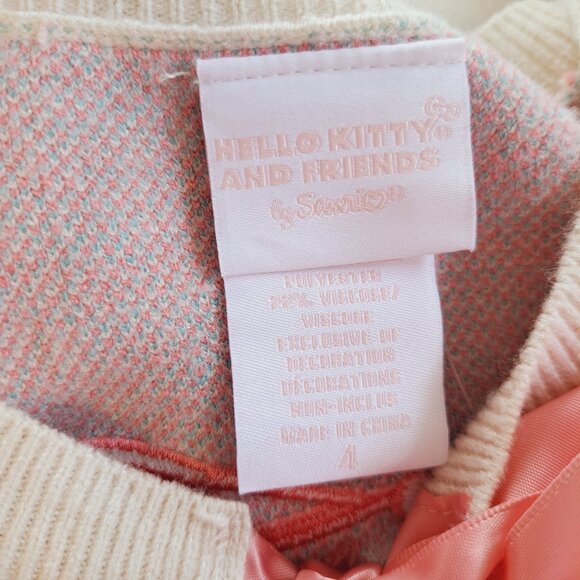 HELLO KITTY
AND FRIENDS
by Sanrio®
POLYESTER
22% VISCOSE/
VISCOSE
EXCLUSIVE OF
DECORATION
DÉCORATIONS
NON-INCLUS
MADE IN CHINA
4